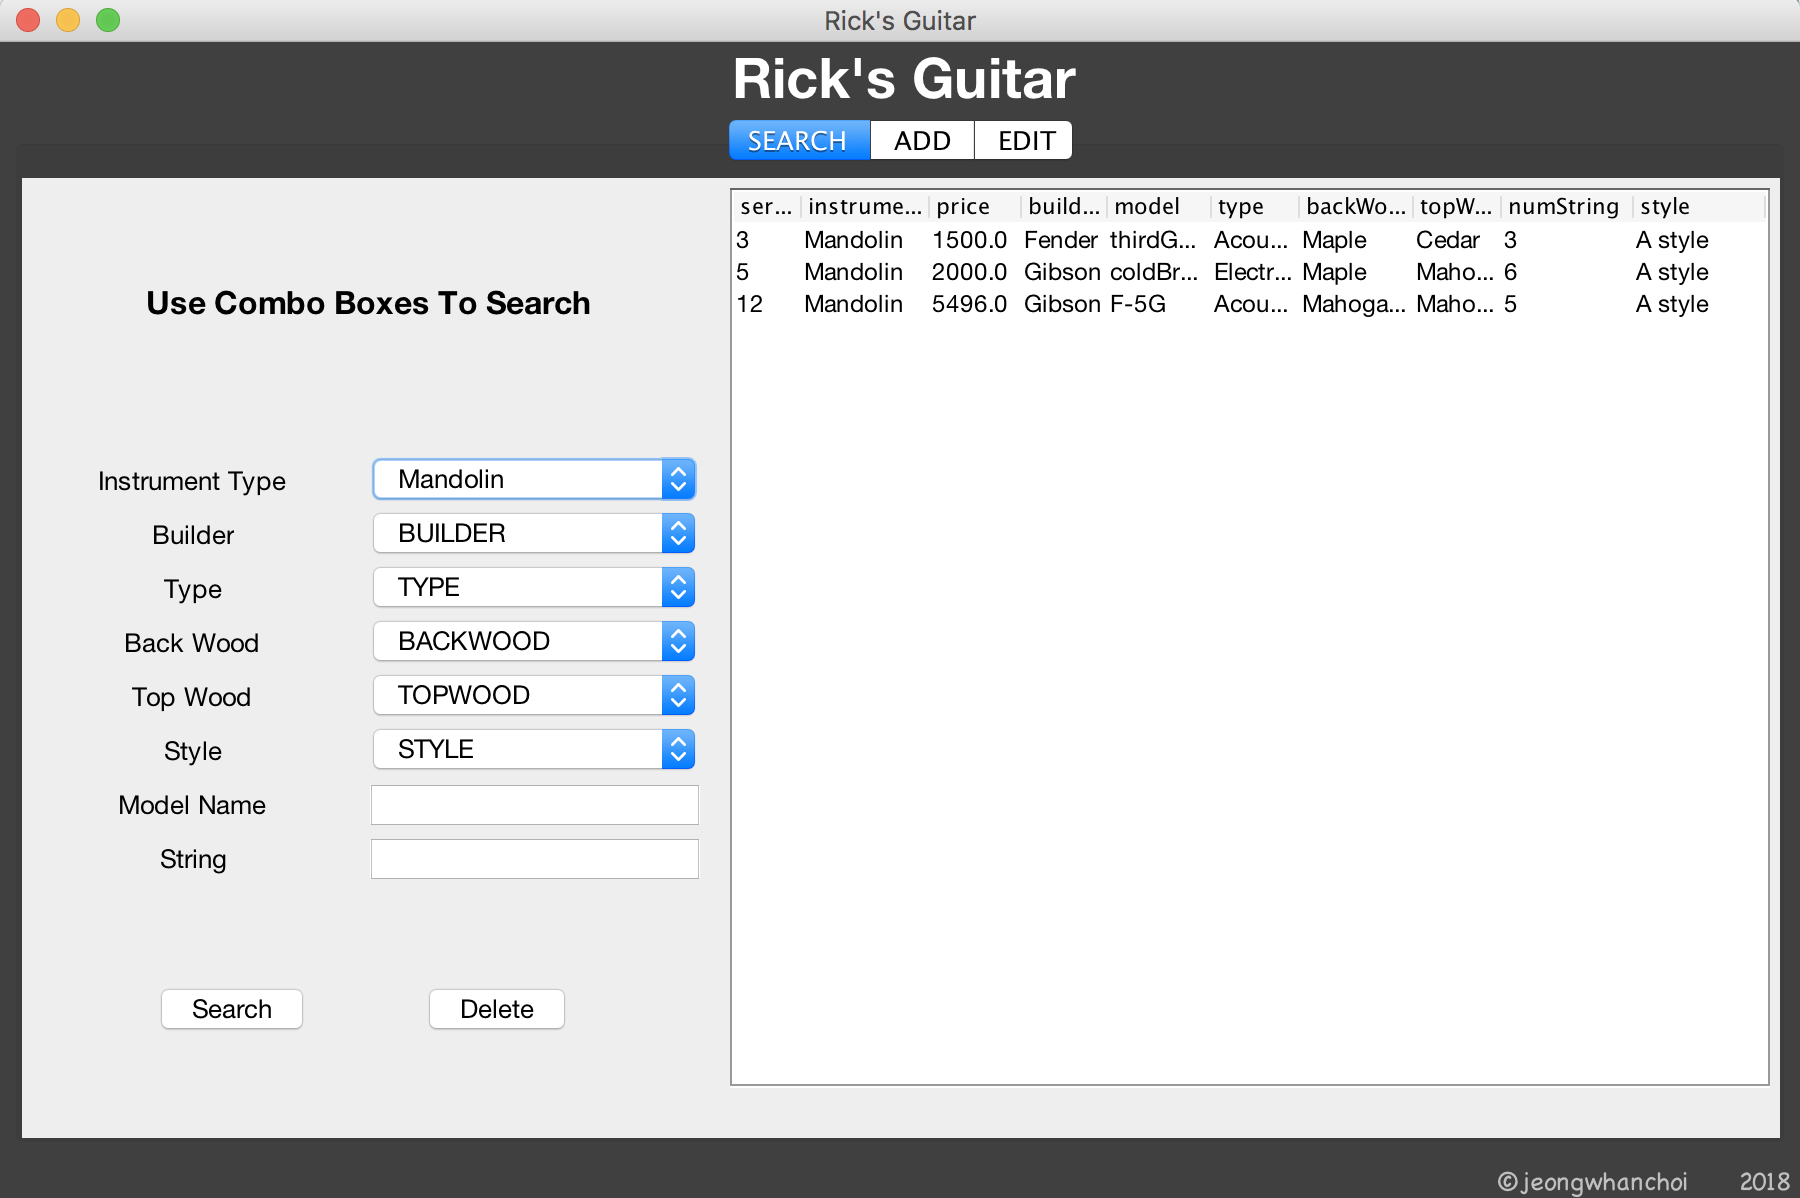 Rick's Guitar
Rick's Guitar
SEARCH ADD EDIT
Use Combo Boxes To Search
Instrument Type Mandolin
Builder BUILDER
Type TYPE
Back Wood BACKWOOD
Top Wood TOPWOOD
Style STYLE
Model Name
String
Search Delete
ser... instrume... price build... model type backWo... topW... numString style
3 Mandolin 1500.0 Fender thirdG... Acou... Maple Cedar 3 A style
5 Mandolin 2000.0 Gibson coldBr... Electr... Maple Maho... 6 A style
12 Mandolin 5496.0 Gibson F-5G Acou... Mahoga... Maho... 5 A style
©jeongwhanchoi 2018